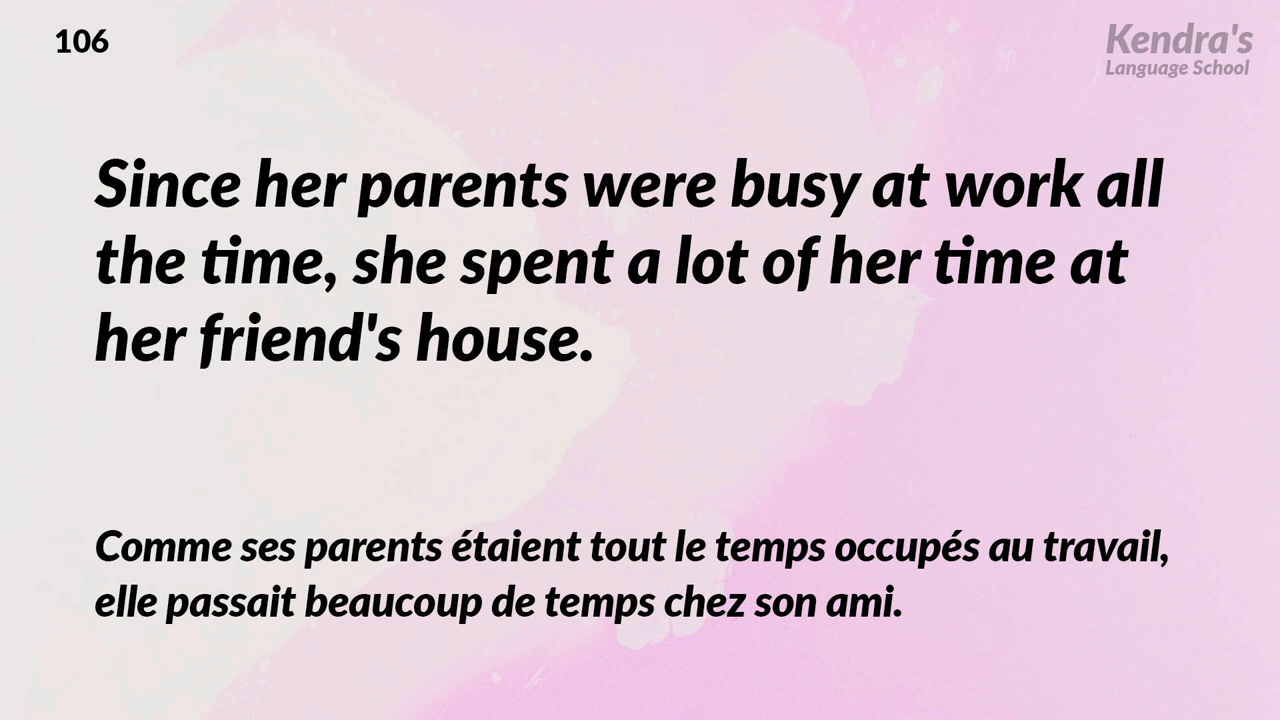 106
Kendra's
Language School
Since her parents were busy at work all
the time, she spent a lot of her time at
her friend's house.
Comme ses parents étaient tout le temps occupés au travail,
elle passait beaucoup de temps chez son ami.